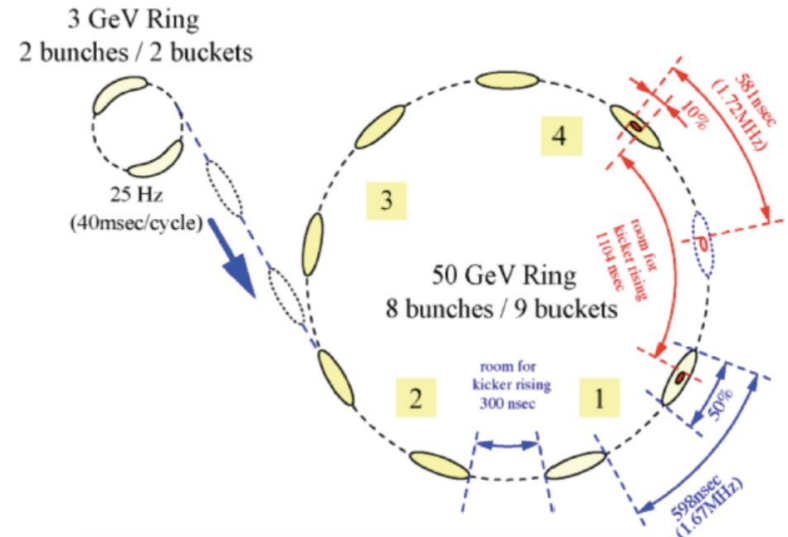 3 GeV Ring
2 bunches / 2 buckets
25 Hz
(40msec/cycle)
4
3
50 GeV Ring
8 bunches / 9 buckets
2
1
room for
kicker rising
300 nsec
room for
kicker rising
1104 nsec
10%
581nsec
(1.72MHz)
50%
598nsec
(1.67MHz)